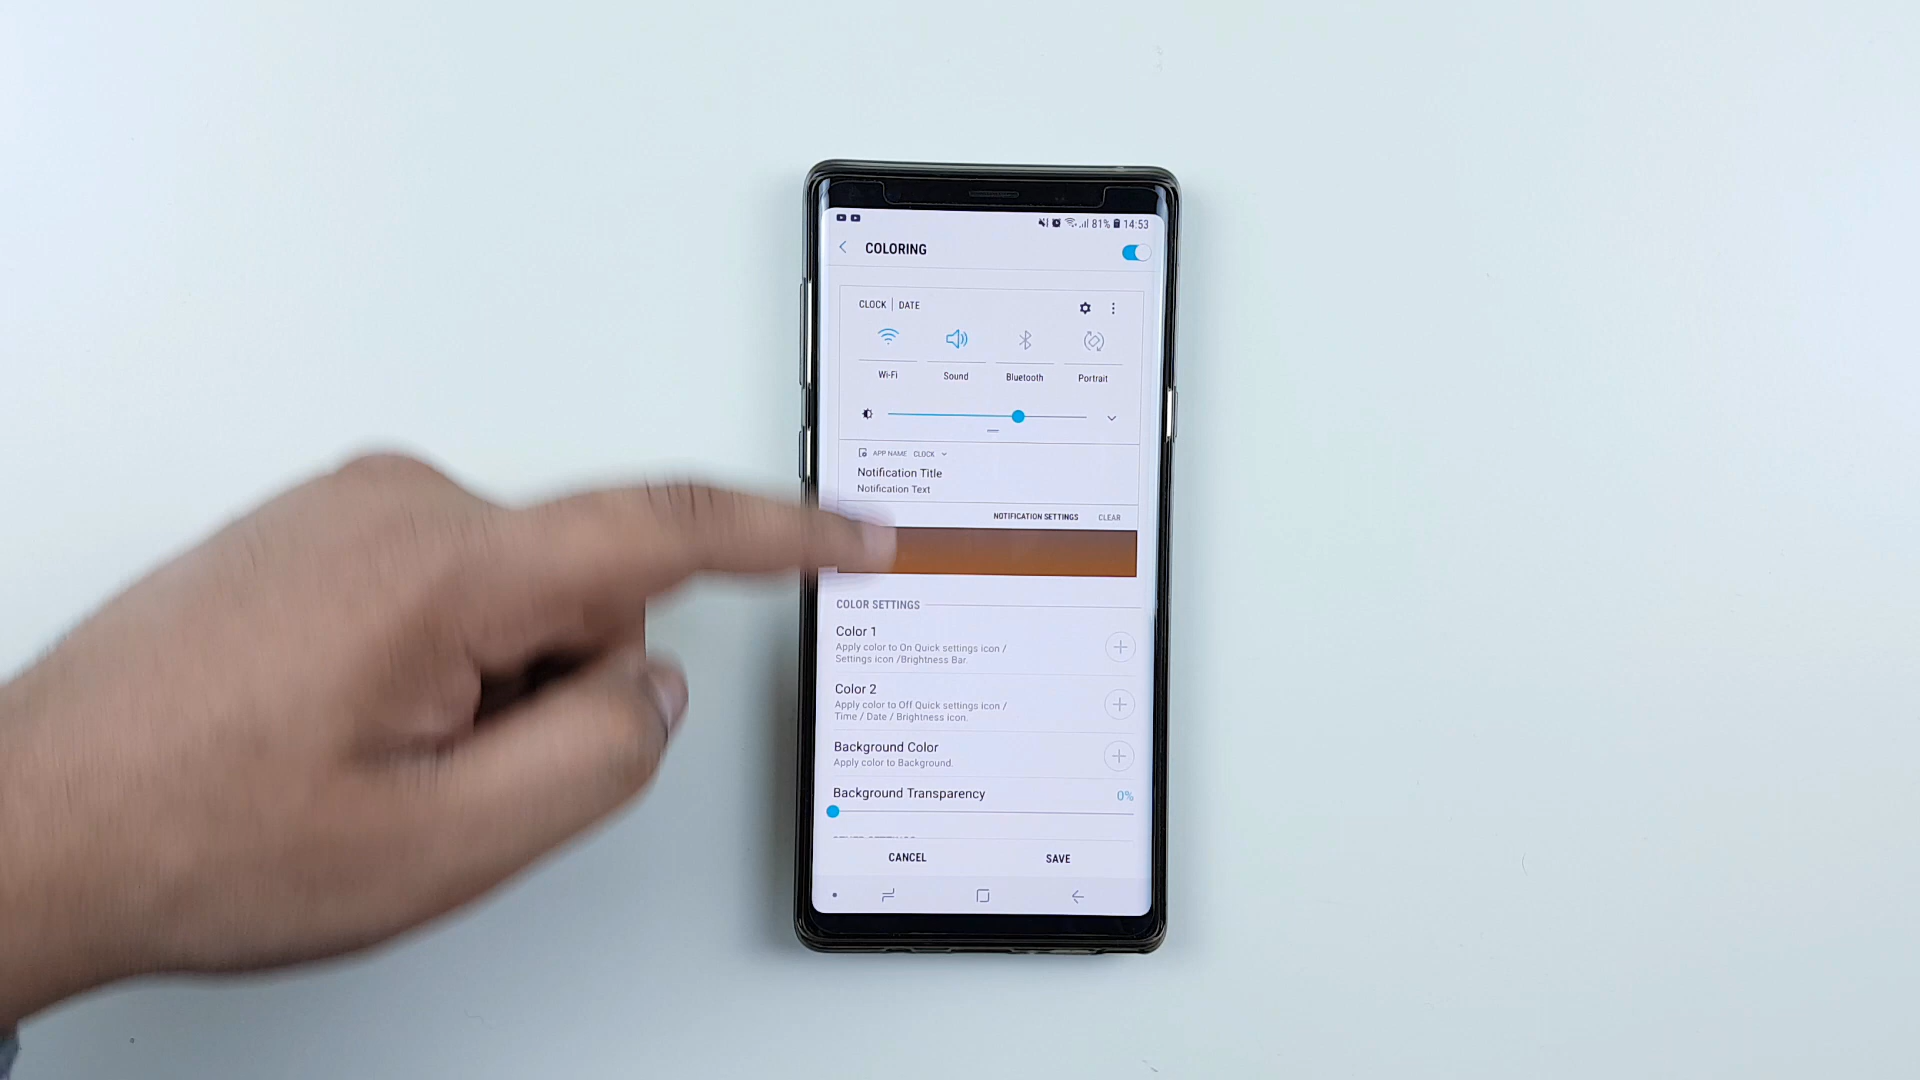 81% 14:53
COLORING
CLOCK | DATE
Wi-Fi Sound Bluetooth Portrait
APP NAME CLOCK
Notification Title
Notification Text
NOTIFICATION SETTINGS CLEAR
COLOR SETTINGS
Color 1
Apply color to On Quick settings icon /
Settings icon /Brightness Bar.
Color 2
Apply color to Off Quick settings icon /
Time / Date / Brightness icon.
Background Color
Apply color to Background.
Background Transparency 0%
CANCEL SAVE